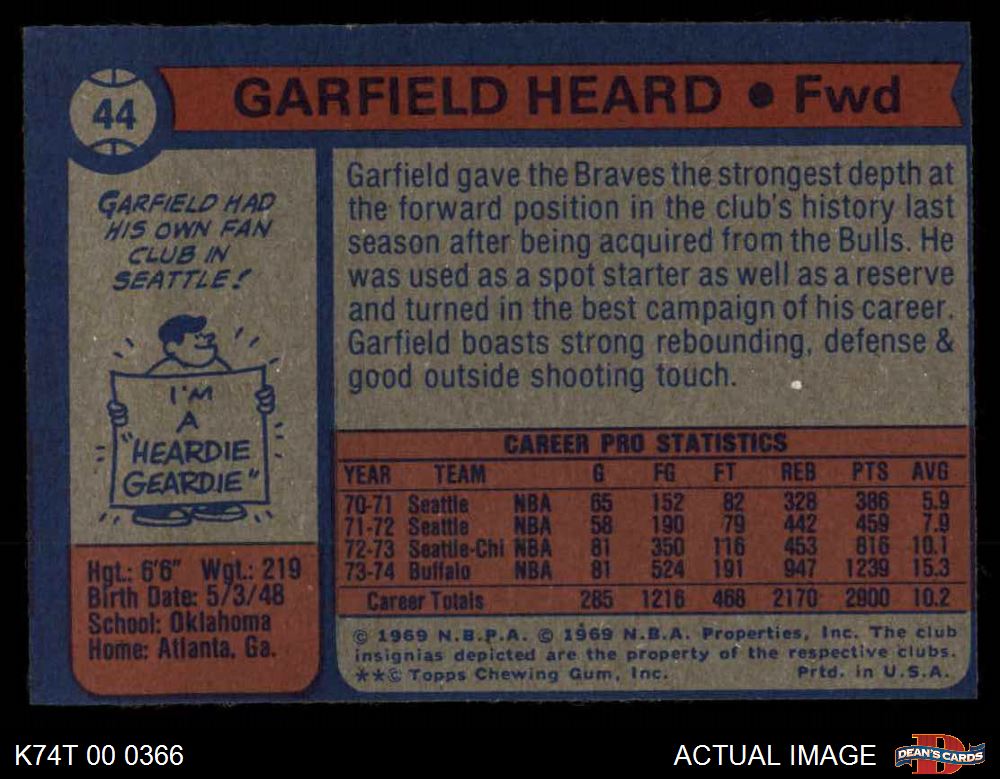 44
GARFIELD HEARD • Fwd
GARFIELD HAD
HIS OWN FAN
CLUB IN
SEATTLE!
I'M
A
"HEARDIE
GEARDIE"
Hgt.: 6'6" Wgt.: 219
Birth Date: 5/3/48
School: Oklahoma
Home: Atlanta, Ga.
Garfield gave the Braves the strongest depth at
the forward position in the club's history last
season after being acquired from the Bulls. He
was used as a spot starter as well as a reserve
and turned in the best campaign of his career.
Garfield boasts strong rebounding, defense &
good outside shooting touch.
CAREER PRO STATISTICS
YEAR TEAM G FG FT REB PTS AVG
70-71 Seattle NBA 65 152 82 328 386 5.9
71-72 Seattle NBA 58 190 79 442 459 7.9
72-73 Seattle-Chi NBA 81 350 116 453 816 10.1
73-74 Buffalo NBA 81 524 191 947 1239 15.3
Career Totals 285 1216 468 2170 2900 10.2
© 1969 N.B.P.A. © 1969 N.B.A. Properties, Inc. The club
insignias depicted are the property of the respective clubs.
**© Topps Chewing Gum, Inc. Prtd. in U.S.A.
K74T 00 0366
ACTUAL IMAGE
D
DEAN'S CARDS